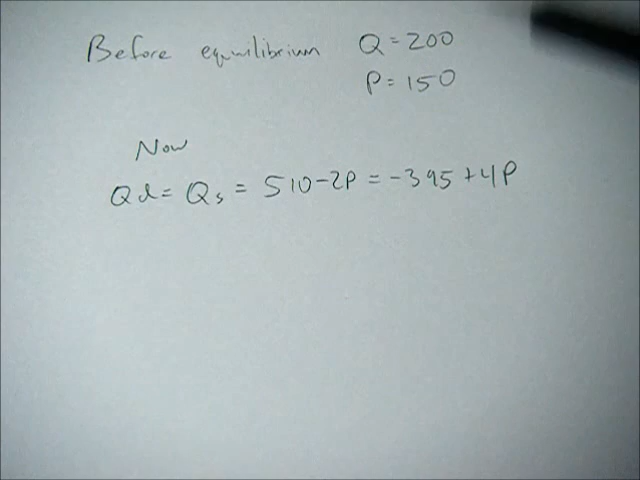 Before equilibrium Q = 200
P = 150
Now
Qd = Qs = 510-2P = -395 +4P